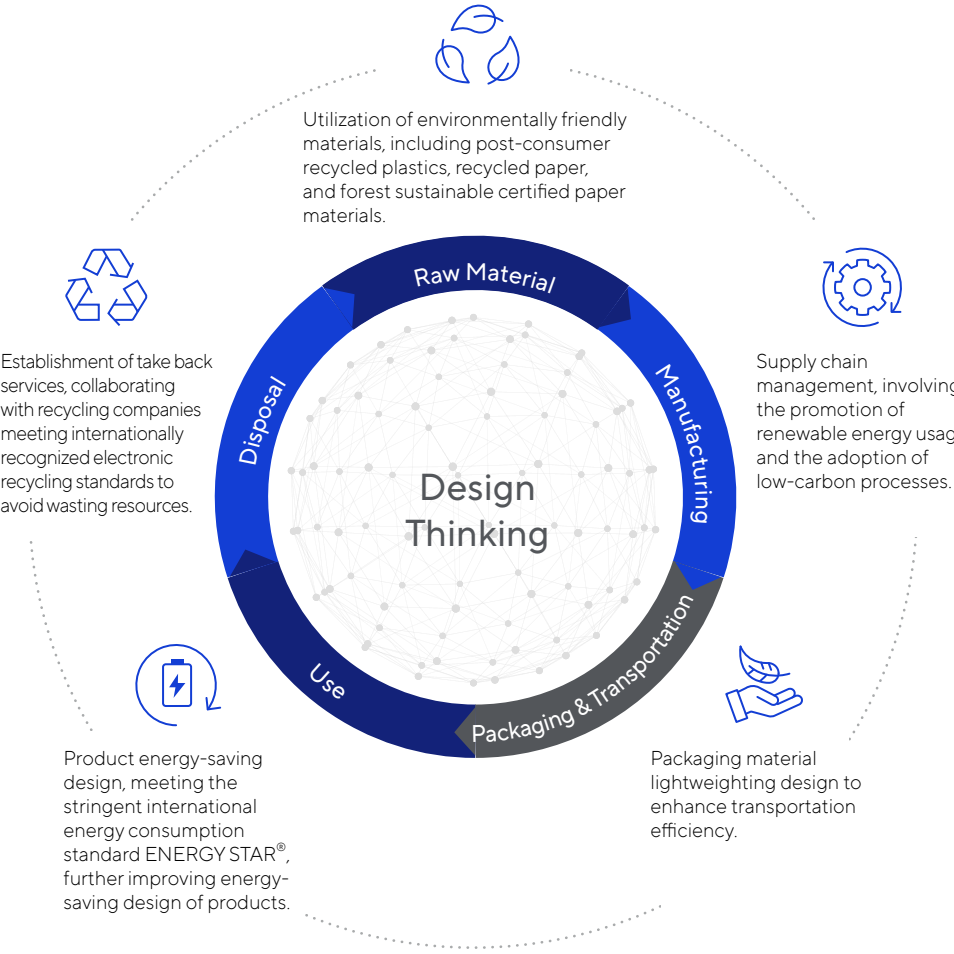 Utilization of environmentally friendly
materials, including post-consumer
recycled plastics, recycled paper,
and forest sustainable certified paper
materials.
Raw Material
Manufacturing
Packaging & Transportation
Use
Disposal
Design
Thinking
Supply chain
management, involving
the promotion of
renewable energy usag
and the adoption of
low-carbon processes.
Packaging material
lightweighting design to
enhance transportation
efficiency.
Product energy-saving
design, meeting the
stringent international
energy consumption
standard ENERGY STAR®,
further improving energy-
saving design of products.
Establishment of take back
services, collaborating
with recycling companies
meeting internationally
recognized electronic
recycling standards to
avoid wasting resources.